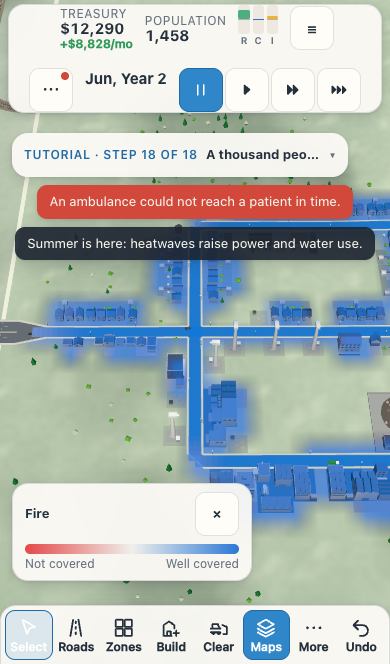 TREASURY
$12,290
+$8,828/mo
POPULATION
1,458
R C I
Jun, Year 2
TUTORIAL · STEP 18 OF 18 A thousand peo...
An ambulance could not reach a patient in time.
Summer is here: heatwaves raise power and water use.
Fire
Not covered Well covered
Select Roads Zones Build Clear Maps More Undo